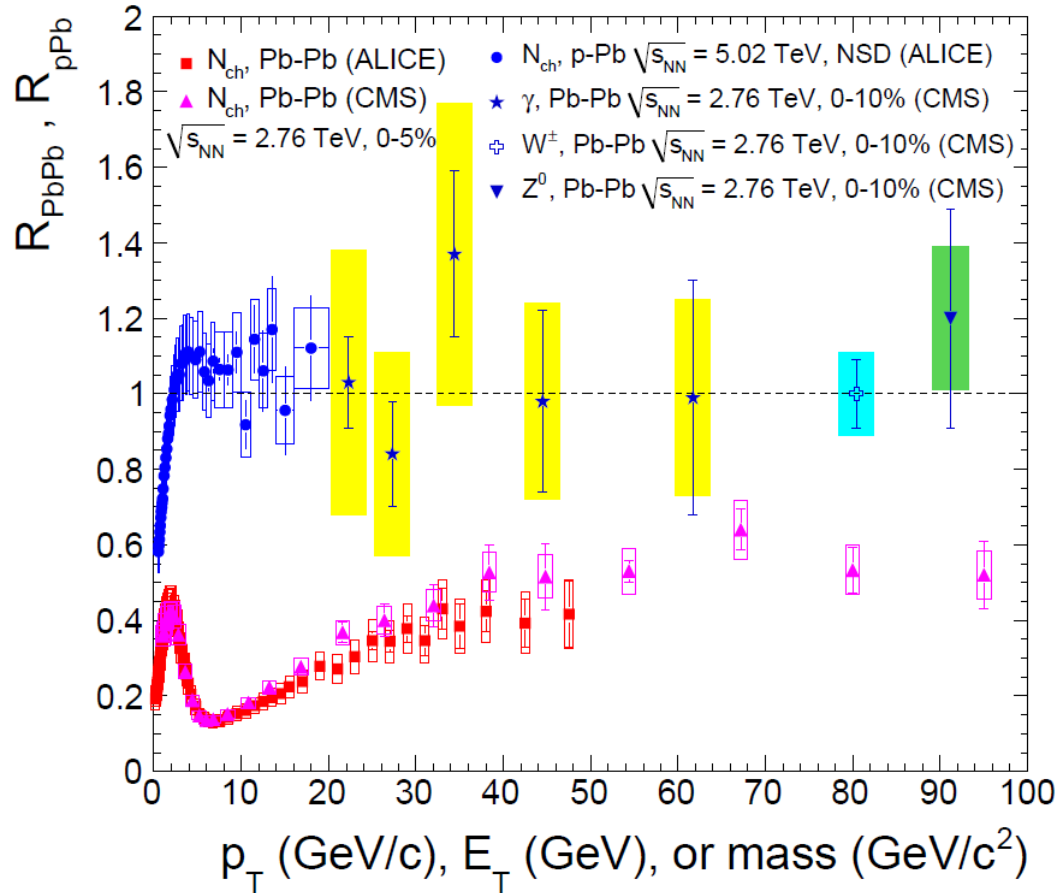 R_PbPb , R_pPb
2
1.8
1.6
1.4
1.2
1
0.8
0.6
0.4
0.2
0
N_ch, Pb-Pb (ALICE)
N_ch, Pb-Pb (CMS)
√s_NN = 2.76 TeV, 0-5%
N_ch, p-Pb √s_NN = 5.02 TeV, NSD (ALICE)
γ, Pb-Pb √s_NN = 2.76 TeV, 0-10% (CMS)
W^±, Pb-Pb √s_NN = 2.76 TeV, 0-10% (CMS)
Z^0, Pb-Pb √s_NN = 2.76 TeV, 0-10% (CMS)
0 10 20 30 40 50 60 70 80 90 100
p_T (GeV/c), E_T (GeV), or mass (GeV/c^2)